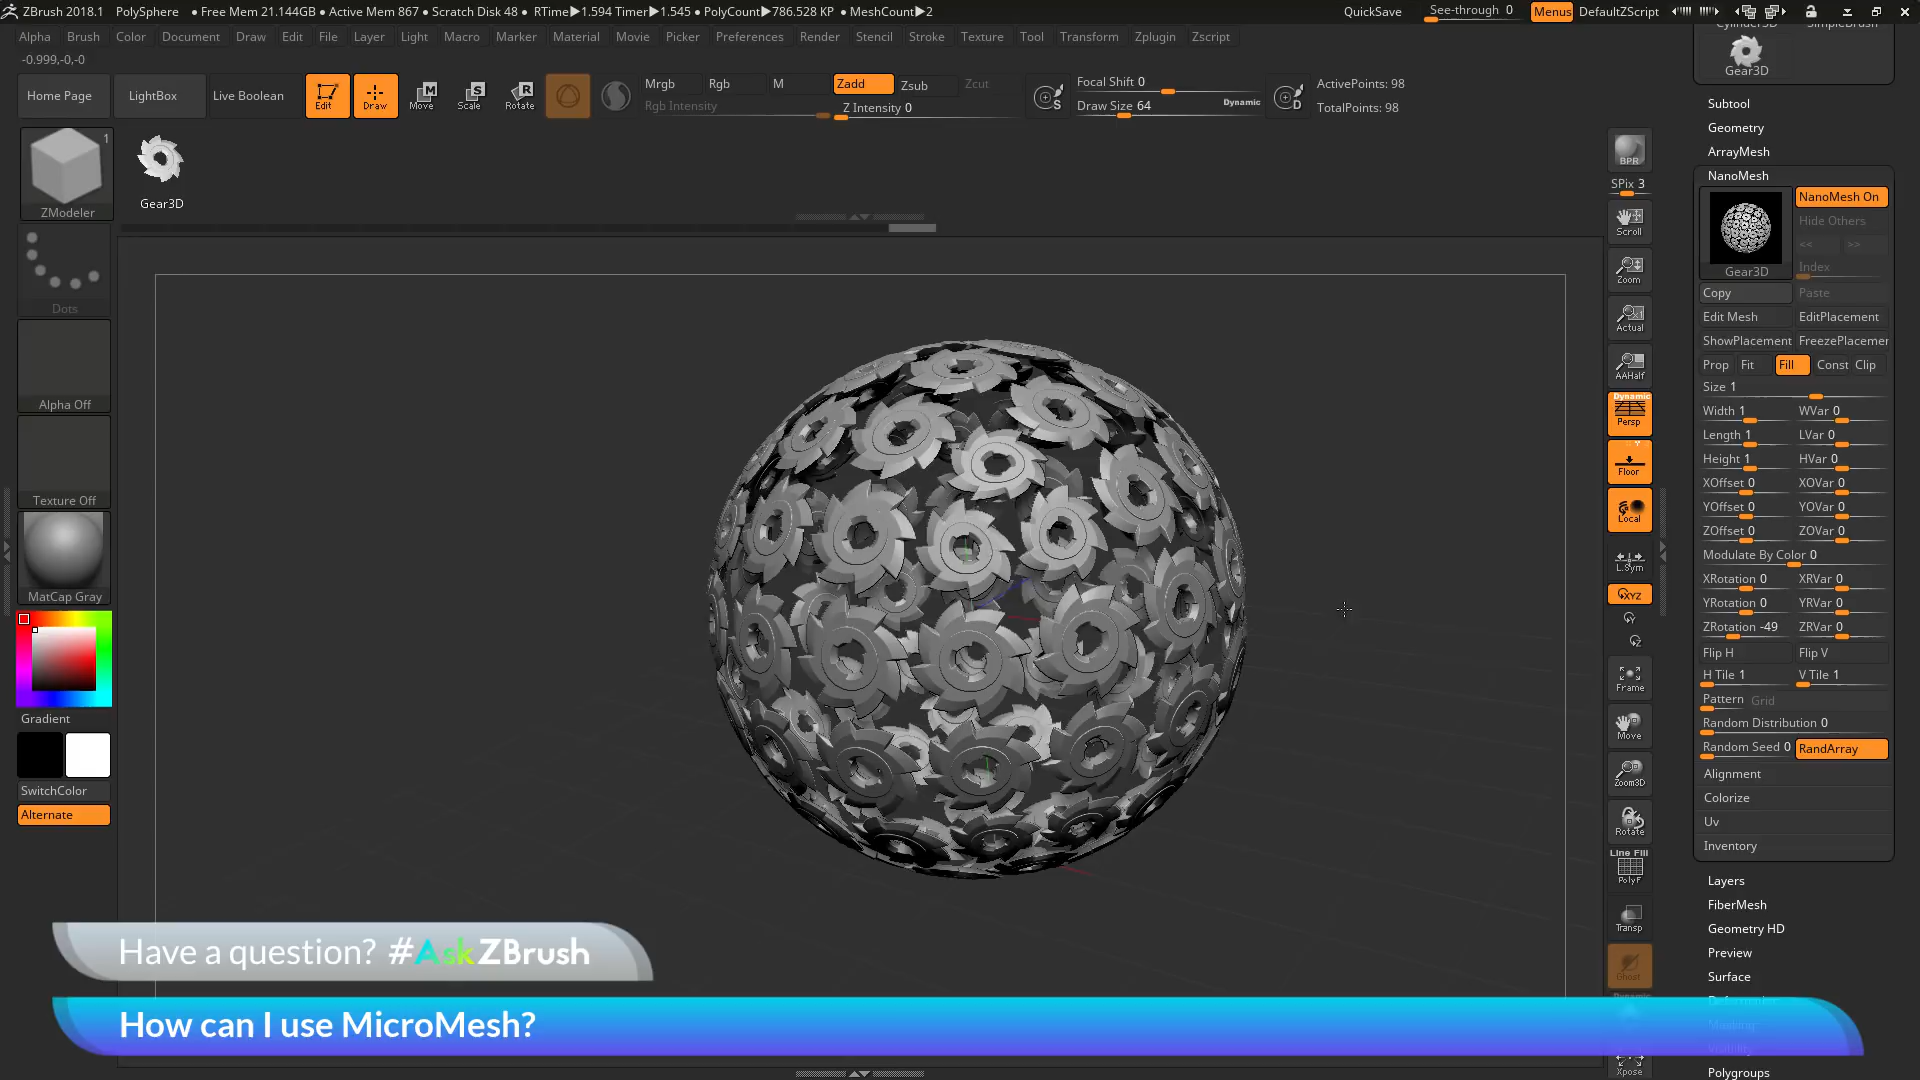 ZBrush 2018.1 PolySphere ● Free Mem 21.144GB ● Active Mem 867 ● Scratch Disk 48 ● RTime▶1.594 Timer▶1.545 ● PolyCount▶786.528 KP ● MeshCount▶2 QuickSave See-through 0 Menus DefaultZScript
Alpha Brush Color Document Draw Edit File Layer Light Macro Marker Material Movie Picker Preferences Render Stencil Stroke Texture Tool Transform Zplugin Zscript
-0.999,-0,-0
Home Page LightBox Live Boolean Edit Draw Move Scale Rotate
Mrgb Rgb M Zadd Zsub Zcut
Rgb Intensity Z Intensity 0
Focal Shift 0
Draw Size 64 Dynamic
ActivePoints: 98
TotalPoints: 98
1
ZModeler
Gear3D
Dots
Alpha Off
Texture Off
MatCap Gray
Gradient
SwitchColor
Alternate
BPR
SPix 3
Scroll
Zoom
Actual
AAHalf
Dynamic
Persp
Floor
Local
L.Sym
XYZ
Frame
Move
Zoom3D
Rotate
Line Fill
PolyF
Transp
Ghost
Dynamic
Xpose
Gear3D
Subtool
Geometry
ArrayMesh
NanoMesh
NanoMesh On
Hide Others
<< >>
Index
Gear3D
Copy Paste
Edit Mesh EditPlacement
ShowPlacement FreezePlacemen
Prop Fit Fill Const Clip
Size 1
Width 1 WVar 0
Length 1 LVar 0
Height 1 HVar 0
XOffset 0 XOVar 0
YOffset 0 YOVar 0
ZOffset 0 ZOVar 0
Modulate By Color 0
XRotation 0 XRVar 0
YRotation 0 YRVar 0
ZRotation -49 ZRVar 0
Flip H Flip V
H Tile 1 V Tile 1
Pattern Grid
Random Distribution 0
Random Seed 0 RandArray
Alignment
Colorize
Uv
Inventory
Layers
FiberMesh
Geometry HD
Preview
Surface
Polygroups
Have a question? #AskZBrush
How can I use MicroMesh?